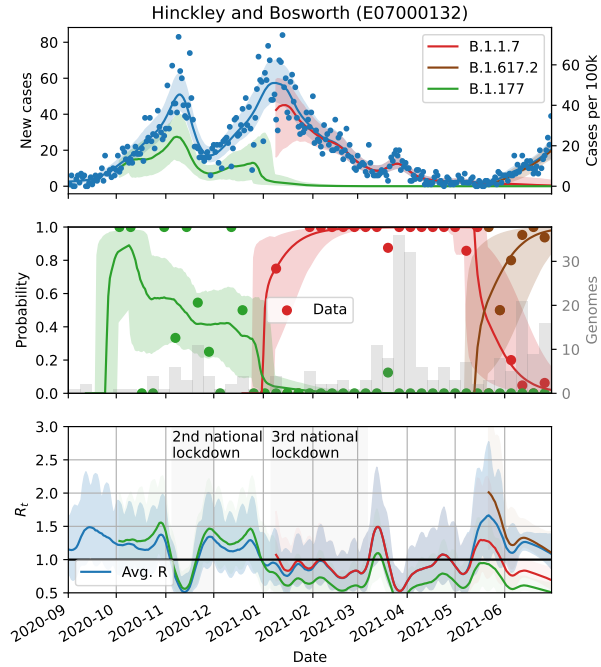 Hinckley and Bosworth (E07000132)
New cases
80
60
40
20
0
B.1.1.7
B.1.617.2
B.1.177
60
40
20
0
Cases per 100k
Probability
1.0
0.8
0.6
0.4
0.2
0.0
Data
30
20
10
0
Genomes
R_t
3.0
2.5
2.0
1.5
1.0
0.5
2nd national
lockdown
3rd national
lockdown
Avg. R
2020-09
2020-10
2020-11
2020-12
2021-01
2021-02
2021-03
2021-04
2021-05
2021-06
Date